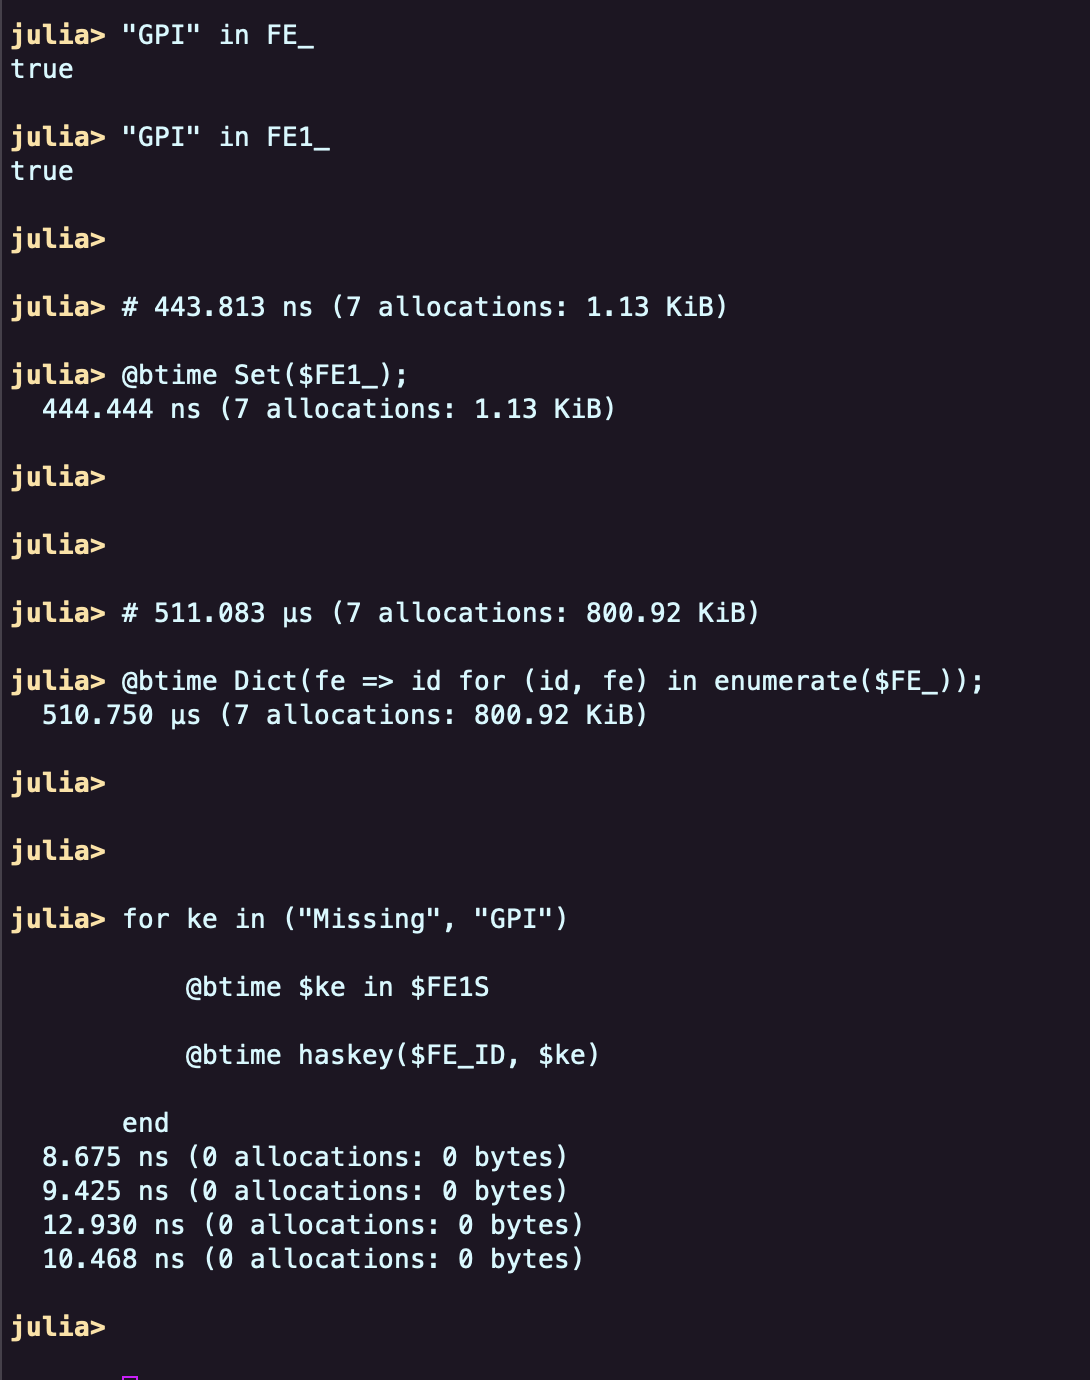 julia> "GPI" in FE_
true
julia> "GPI" in FE1_
true
julia>
julia> # 443.813 ns (7 allocations: 1.13 KiB)
julia> @btime Set($FE1_);
  444.444 ns (7 allocations: 1.13 KiB)
julia>
julia>
julia> # 511.083 μs (7 allocations: 800.92 KiB)
julia> @btime Dict(fe => id for (id, fe) in enumerate($FE_));
  510.750 μs (7 allocations: 800.92 KiB)
julia>
julia>
julia> for ke in ("Missing", "GPI")
           @btime $ke in $FE1S
           @btime haskey($FE_ID, $ke)
       end
  8.675 ns (0 allocations: 0 bytes)
  9.425 ns (0 allocations: 0 bytes)
  12.930 ns (0 allocations: 0 bytes)
  10.468 ns (0 allocations: 0 bytes)
julia>